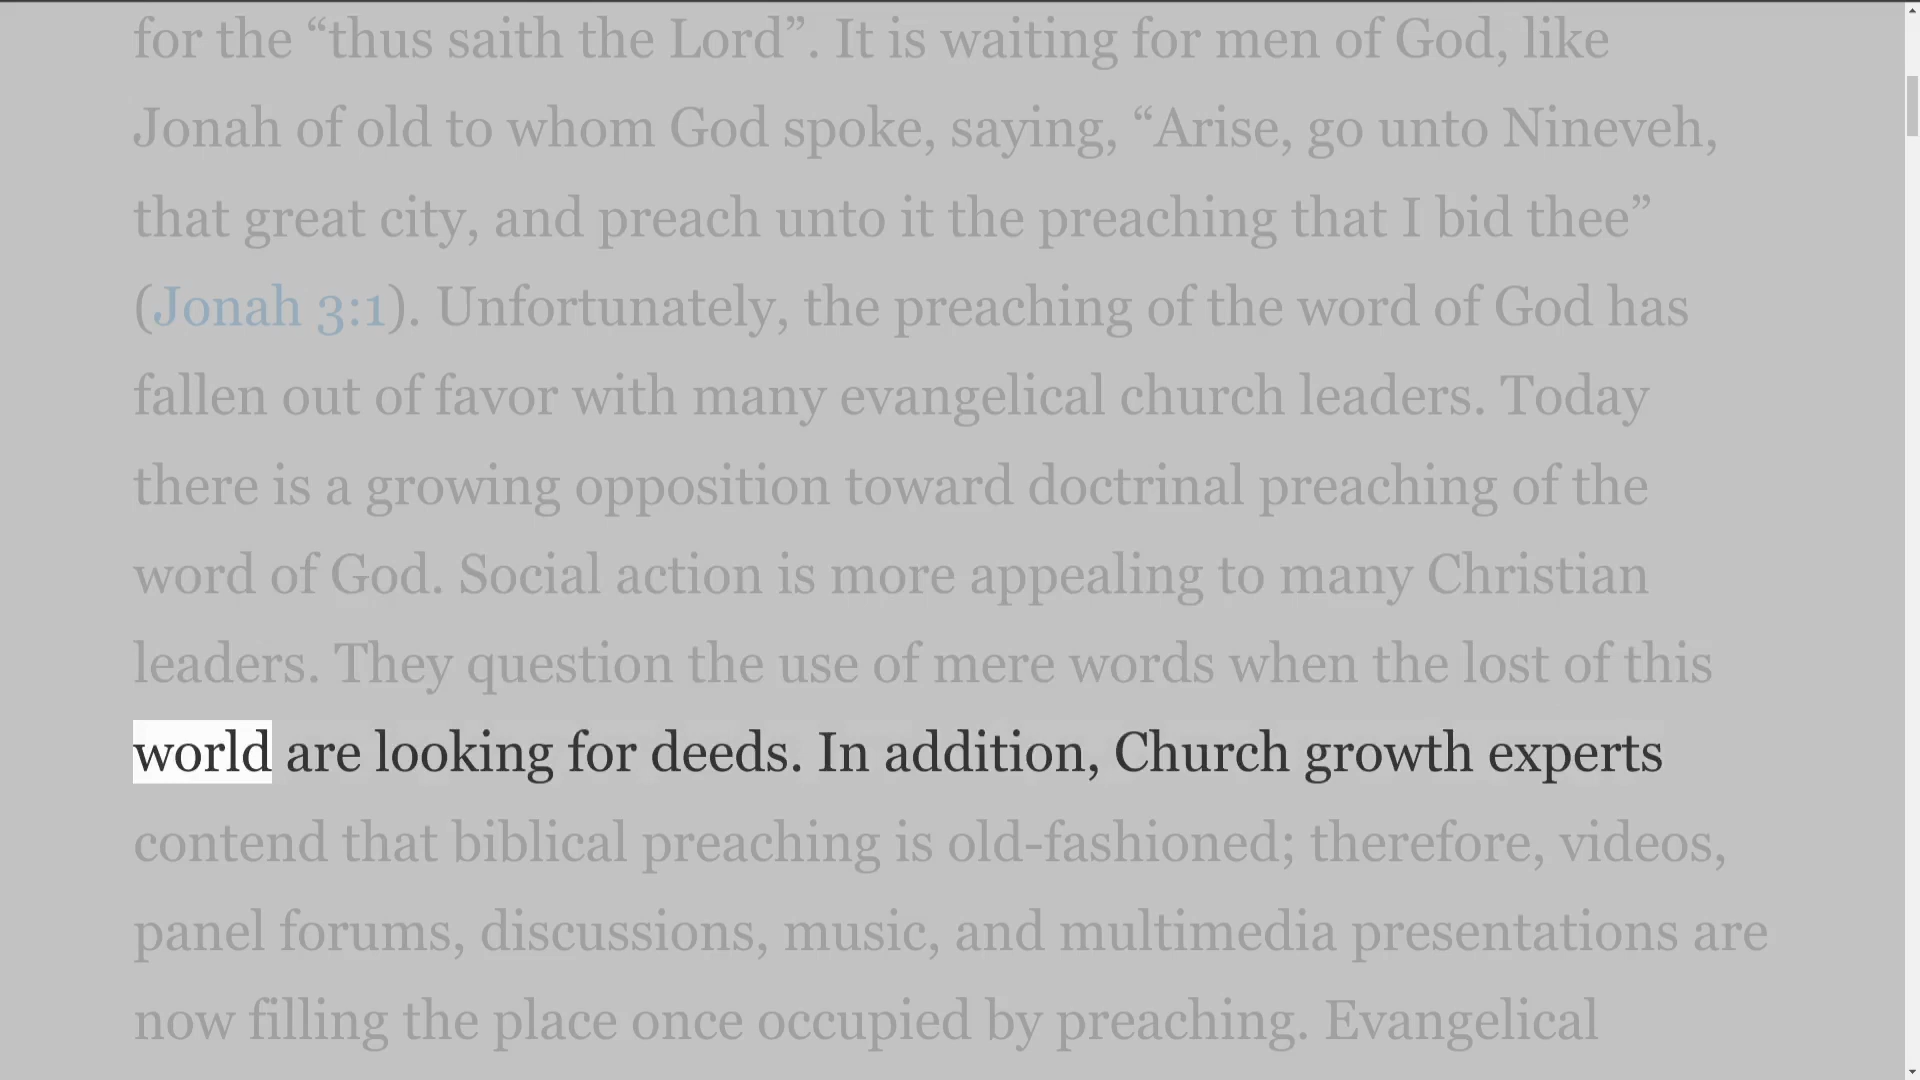 for the “thus saith the Lord”. It is waiting for men of God, like
Jonah of old to whom God spoke, saying, “Arise, go unto Nineveh,
that great city, and preach unto it the preaching that I bid thee”
(Jonah 3:1). Unfortunately, the preaching of the word of God has
fallen out of favor with many evangelical church leaders. Today
there is a growing opposition toward doctrinal preaching of the
word of God. Social action is more appealing to many Christian
leaders. They question the use of mere words when the lost of this
world are looking for deeds. In addition, Church growth experts
contend that biblical preaching is old-fashioned; therefore, videos,
panel forums, discussions, music, and multimedia presentations are
now filling the place once occupied by preaching. Evangelical